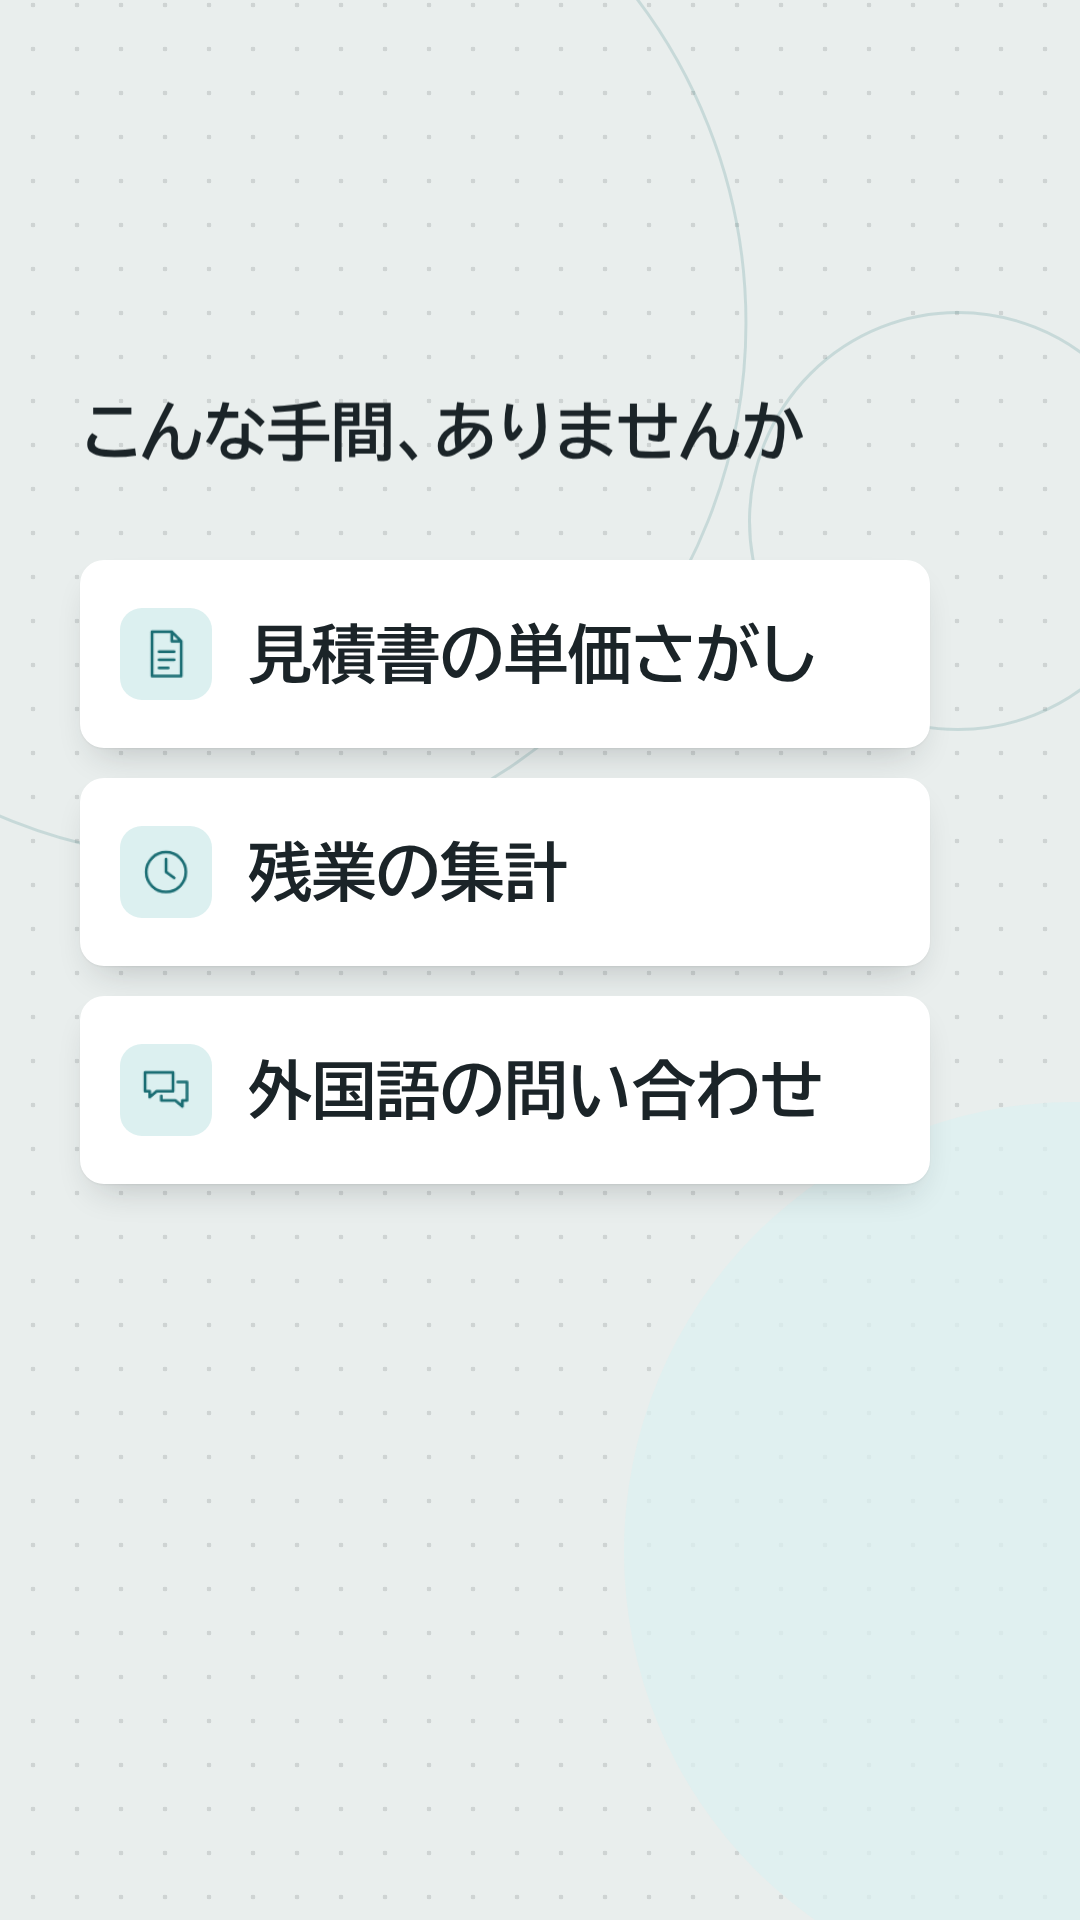 こんな手間、ありませんか
見積書の単価さがし
残業の集計
外国語の問い合わせ